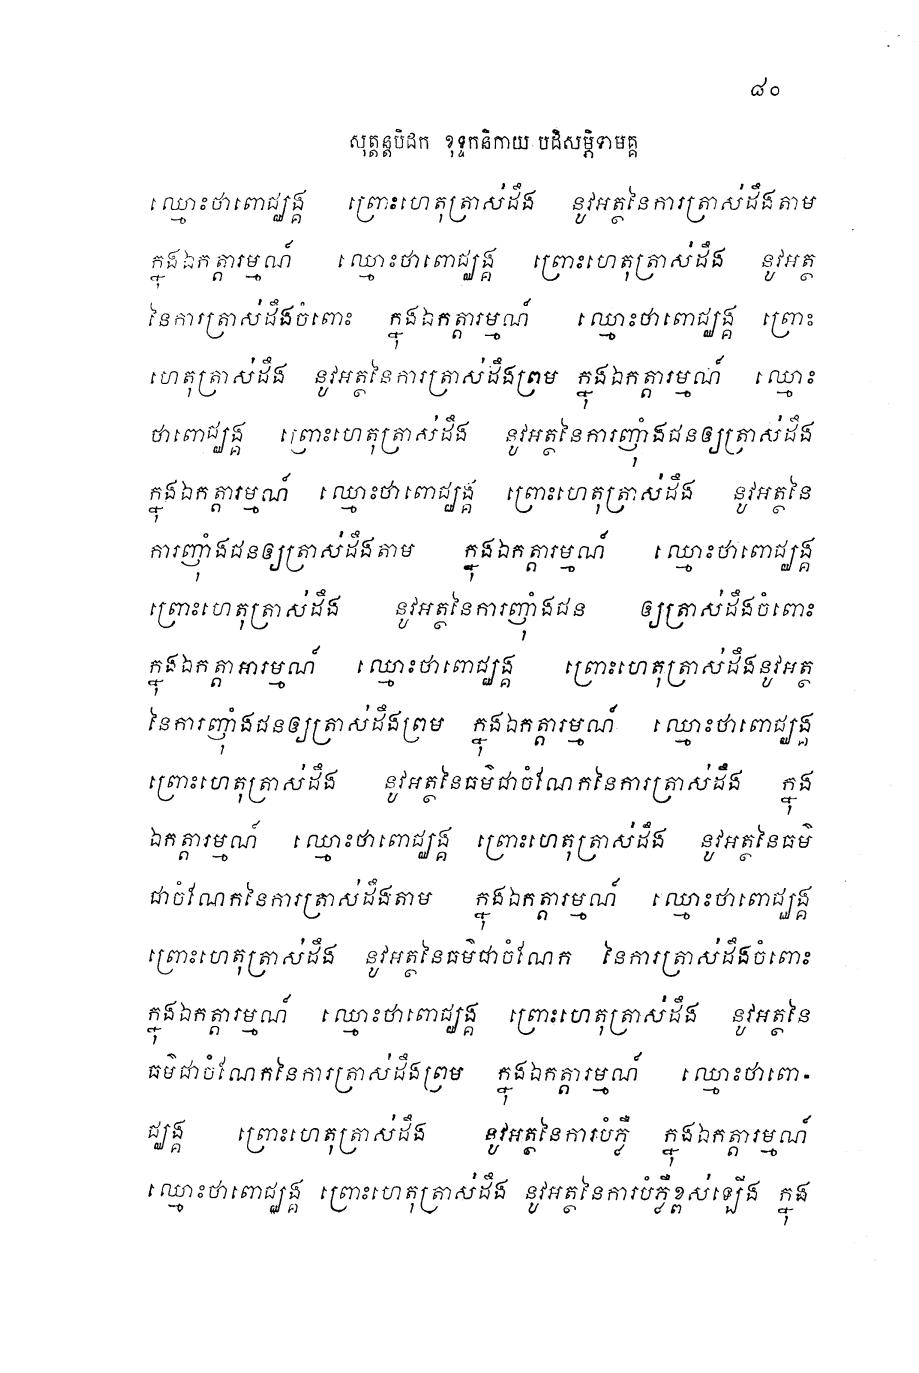 ៨០
សុត្តន្តបិដក ខុទ្ទកនិកាយ បដិសម្ភិទាមគ្គ
ឈ្មោះថាពោជ្ឈង្គ ព្រោះហេតុត្រាស់ដឹង នូវអត្ថនៃការត្រាស់ដឹងតាម
ក្នុងឯកត្តារម្មណ៍ ឈ្មោះថាពោជ្ឈង្គ ព្រោះហេតុត្រាស់ដឹង នូវអត្ថ
នៃការត្រាស់ដឹងចំពោះ ក្នុងឯកត្តារម្មណ៍ ឈ្មោះថាពោជ្ឈង្គ ព្រោះ
ហេតុត្រាស់ដឹង នូវអត្ថនៃការត្រាស់ដឹងព្រម ក្នុងឯកត្តារម្មណ៍ ឈ្មោះ
ថាពោជ្ឈង្គ ព្រោះហេតុត្រាស់ដឹង នូវអត្ថនៃការញ៉ាំងជនឲ្យត្រាស់ដឹង
ក្នុងឯកត្តារម្មណ៍ ឈ្មោះថាពោជ្ឈង្គ ព្រោះហេតុត្រាស់ដឹង នូវអត្ថនៃ
ការញ៉ាំងជនឲ្យត្រាស់ដឹងតាម ក្នុងឯកត្តារម្មណ៍ ឈ្មោះថាពោជ្ឈង្គ
ព្រោះហេតុត្រាស់ដឹង នូវអត្ថនៃការញ៉ាំងជន ឲ្យត្រាស់ដឹងចំពោះ
ក្នុងឯកត្តាអារម្មណ៍ ឈ្មោះថាពោជ្ឈង្គ ព្រោះហេតុត្រាស់ដឹងនូវអត្ថ
នៃការញ៉ាំងជនឲ្យត្រាស់ដឹងព្រម ក្នុងឯកត្តារម្មណ៍ ឈ្មោះថាពោជ្ឈង្គ
ព្រោះហេតុត្រាស់ដឹង នូវអត្ថនៃធម៌ជាចំណែកនៃការត្រាស់ដឹង ក្នុង
ឯកត្តារម្មណ៍ ឈ្មោះថាពោជ្ឈង្គ ព្រោះហេតុត្រាស់ដឹង នូវអត្ថនៃធម៌
ជាចំណែកនៃការត្រាស់ដឹងតាម ក្នុងឯកត្តារម្មណ៍ ឈ្មោះថាពោជ្ឈង្គ
ព្រោះហេតុត្រាស់ដឹង នូវអត្ថនៃធម៌ជាចំណែក នៃការត្រាស់ដឹងចំពោះ
ក្នុងឯកត្តារម្មណ៍ ឈ្មោះថាពោជ្ឈង្គ ព្រោះហេតុត្រាស់ដឹង នូវអត្ថនៃ
ធម៌ជាចំណែកនៃការត្រាស់ដឹងព្រម ក្នុងឯកត្តារម្មណ៍ ឈ្មោះថាពោ-
ជ្ឈង្គ ព្រោះហេតុត្រាស់ដឹង នូវអត្ថនៃការបំភ្លឺ ក្នុងឯកត្តារម្មណ៍
ឈ្មោះថាពោជ្ឈង្គ ព្រោះហេតុត្រាស់ដឹង នូវអត្ថនៃការបំភ្លឺខ្ពស់ឡើង ក្នុង